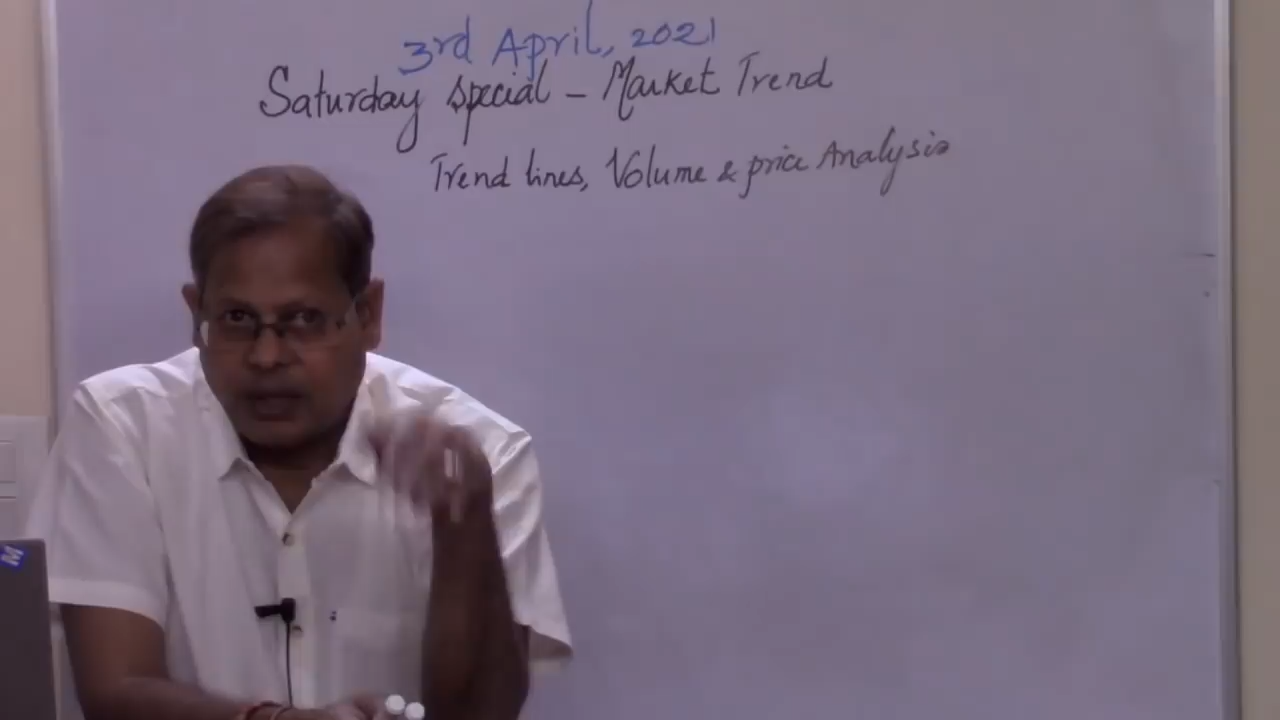 3rd April, 2021
Saturday special - Market Trend
Trend lines, Volume & price Analysis
M